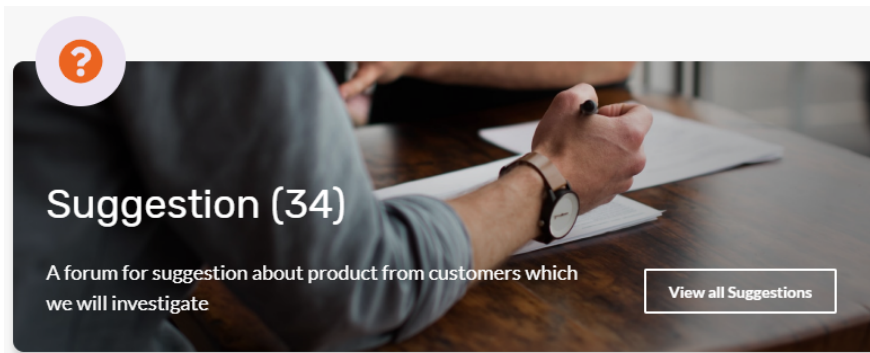 ?
Suggestion (34)
A forum for suggestion about product from customers which
we will investigate
View all Suggestions